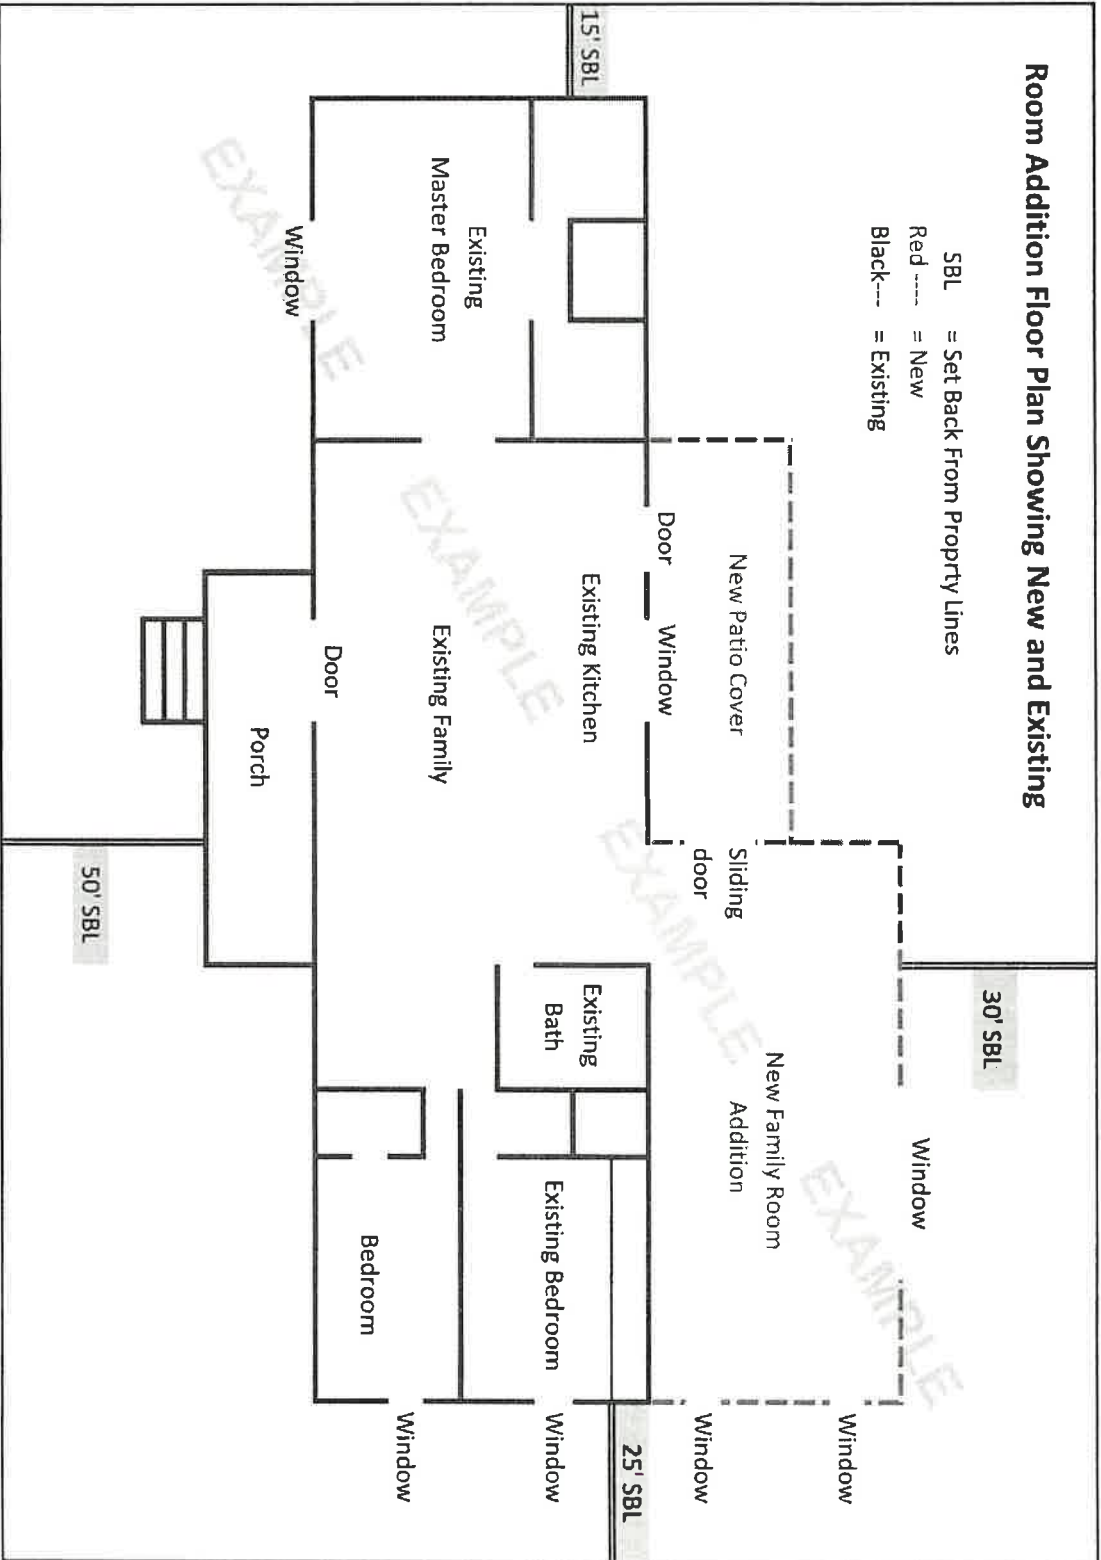 Room Addition Floor Plan Showing New and Existing
30' SBL
SBL = Set Back From Proprty Lines
Red ---- = New
Black--- = Existing
Window
EXAMPLE
Window
New Patio Cover
Sliding
door
New Family Room
Addition
Window
Door
Window
EXAMPLE
25' SBL
15' SBL
Existing Kitchen
Existing
Bath
Existing Bedroom
Window
Existing
Master Bedroom
EXAMPLE
Existing Family
Window
Bedroom
Door
Window
EXAMPLE
Porch
50' SBL